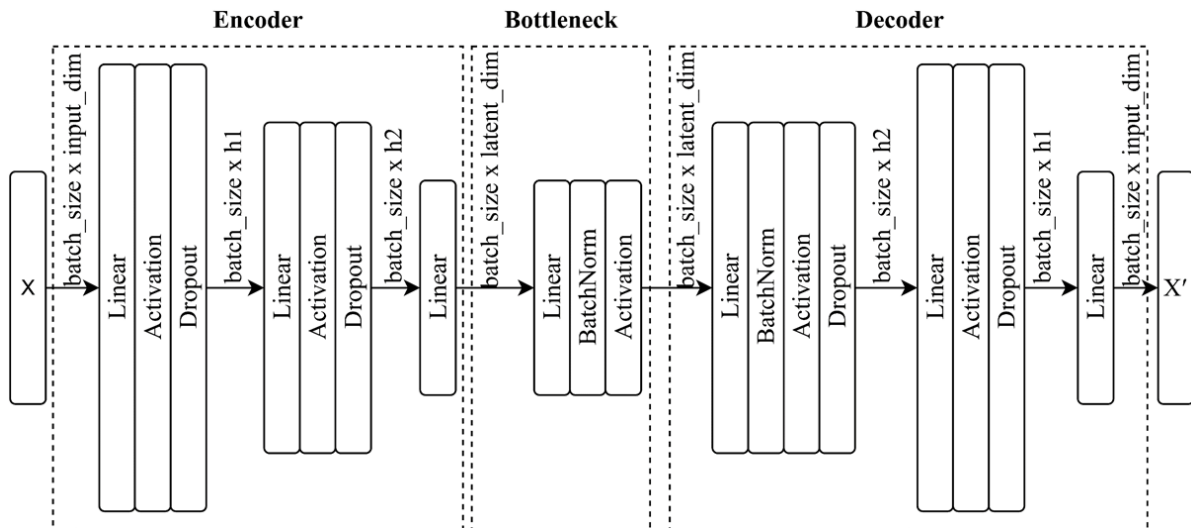 Encoder
Bottleneck
Decoder
X
batch_size x input_dim
Linear
Activation
Dropout
batch_size x h1
Linear
Activation
Dropout
batch_size x h2
Linear
batch_size x latent_dim
Linear
BatchNorm
Activation
batch_size x latent_dim
Linear
BatchNorm
Activation
Dropout
batch_size x h2
Linear
Activation
Dropout
batch_size x h1
Linear
batch_size x input_dim
X′